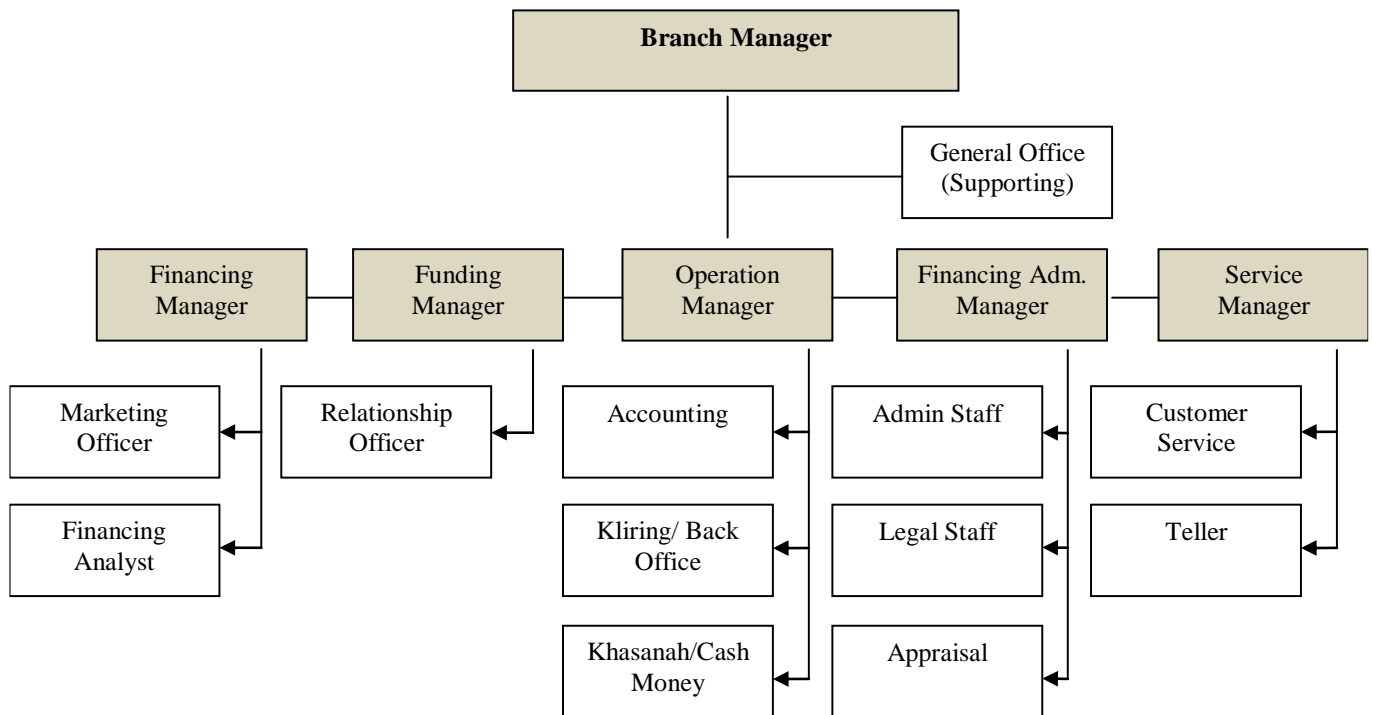 Branch Manager
General Office
(Supporting)
Financing
Manager
Funding
Manager
Operation
Manager
Financing Adm.
Manager
Service
Manager
Marketing
Officer
Relationship
Officer
Accounting
Admin Staff
Customer
Service
Financing
Analyst
Kliring/ Back
Office
Legal Staff
Teller
Khasanah/Cash
Money
Appraisal